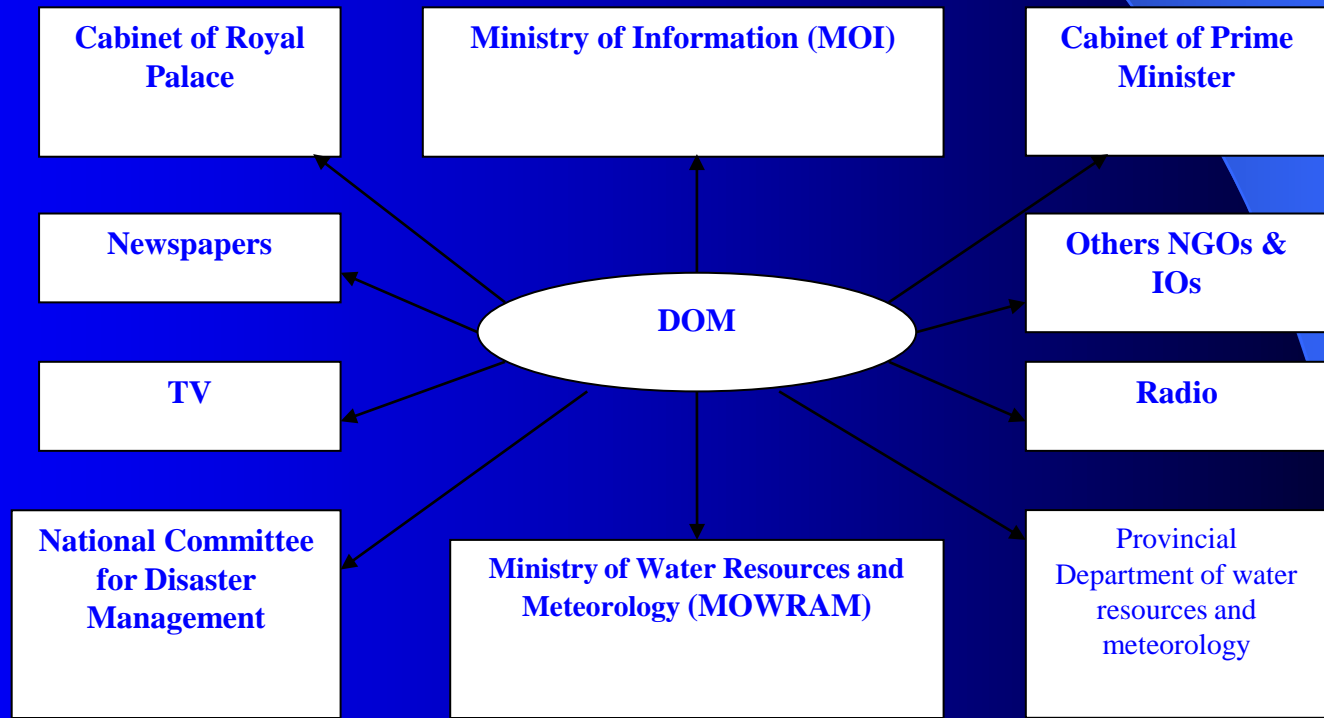 Cabinet of Royal
Palace
Ministry of Information (MOI)
Cabinet of Prime
Minister
Newspapers
Others NGOs &
IOs
DOM
TV
Radio
National Committee
for Disaster
Management
Ministry of Water Resources and
Meteorology (MOWRAM)
Provincial
Department of water
resources and
meteorology